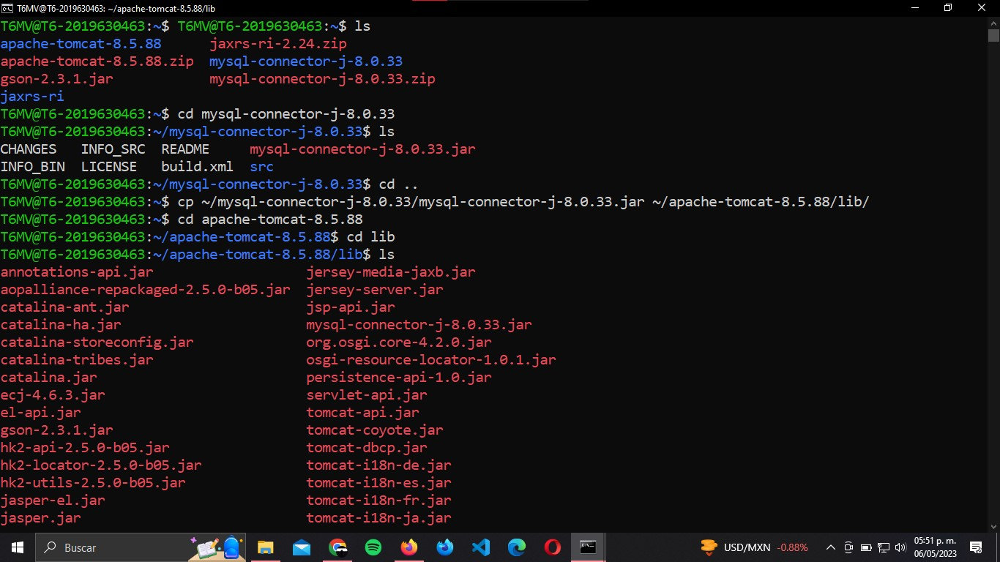 T6MV@T6-2019630463: ~/apache-tomcat-8.5.88/lib
T6MV@T6-2019630463:~$ T6MV@T6-2019630463:~$ ls
apache-tomcat-8.5.88      jaxrs-ri-2.24.zip
apache-tomcat-8.5.88.zip  mysql-connector-j-8.0.33
gson-2.3.1.jar            mysql-connector-j-8.0.33.zip
jaxrs-ri
T6MV@T6-2019630463:~$ cd mysql-connector-j-8.0.33
T6MV@T6-2019630463:~/mysql-connector-j-8.0.33$ ls
CHANGES   INFO_SRC  README     mysql-connector-j-8.0.33.jar
INFO_BIN  LICENSE   build.xml  src
T6MV@T6-2019630463:~/mysql-connector-j-8.0.33$ cd ..
T6MV@T6-2019630463:~$ cp ~/mysql-connector-j-8.0.33/mysql-connector-j-8.0.33.jar ~/apache-tomcat-8.5.88/lib/
T6MV@T6-2019630463:~$ cd apache-tomcat-8.5.88
T6MV@T6-2019630463:~/apache-tomcat-8.5.88$ cd lib
T6MV@T6-2019630463:~/apache-tomcat-8.5.88/lib$ ls
annotations-api.jar                   jersey-media-jaxb.jar
aopalliance-repackaged-2.5.0-b05.jar  jersey-server.jar
catalina-ant.jar                      jsp-api.jar
catalina-ha.jar                       mysql-connector-j-8.0.33.jar
catalina-storeconfig.jar              org.osgi.core-4.2.0.jar
catalina-tribes.jar                   osgi-resource-locator-1.0.1.jar
catalina.jar                          persistence-api-1.0.jar
ecj-4.6.3.jar                         servlet-api.jar
el-api.jar                            tomcat-api.jar
gson-2.3.1.jar                        tomcat-coyote.jar
hk2-api-2.5.0-b05.jar                 tomcat-dbcp.jar
hk2-locator-2.5.0-b05.jar             tomcat-i18n-de.jar
hk2-utils-2.5.0-b05.jar               tomcat-i18n-es.jar
jasper-el.jar                         tomcat-i18n-fr.jar
jasper.jar                            tomcat-i18n-ja.jar
Buscar
USD/MXN -0.88%
05:51 p. m.
06/05/2023